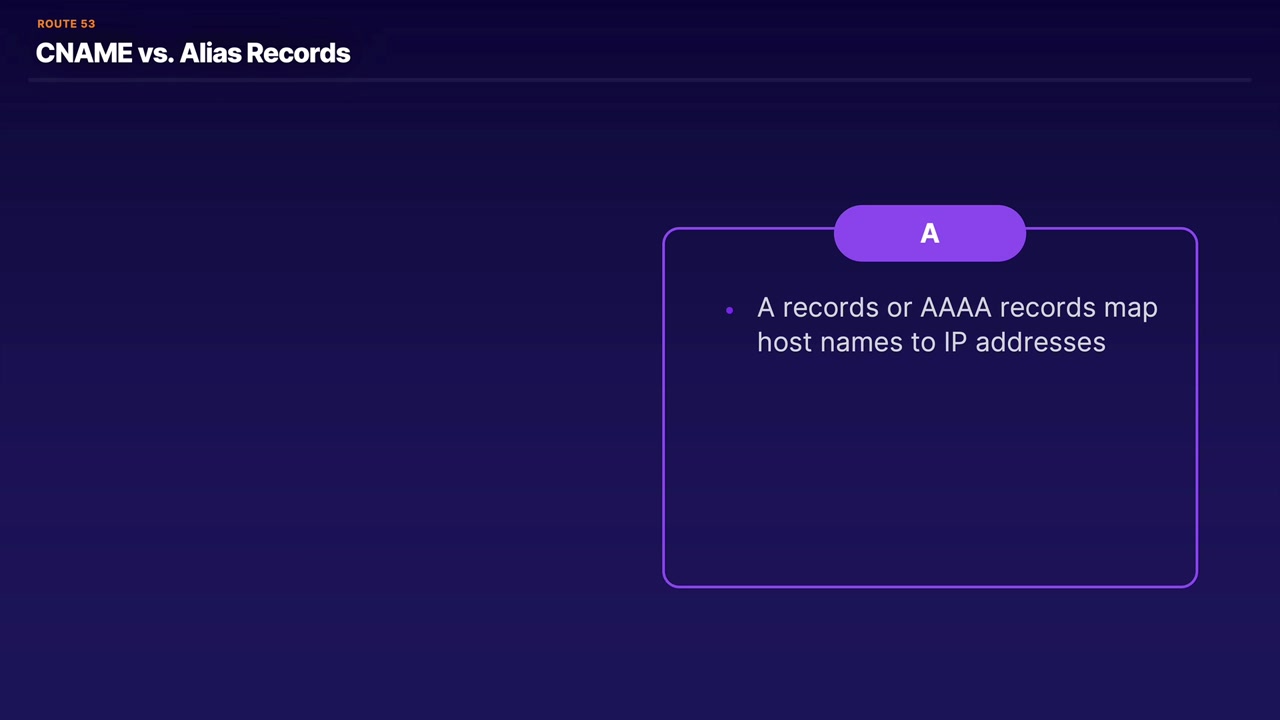 ROUTE 53
CNAME vs. Alias Records
A
A records or AAAA records map
host names to IP addresses